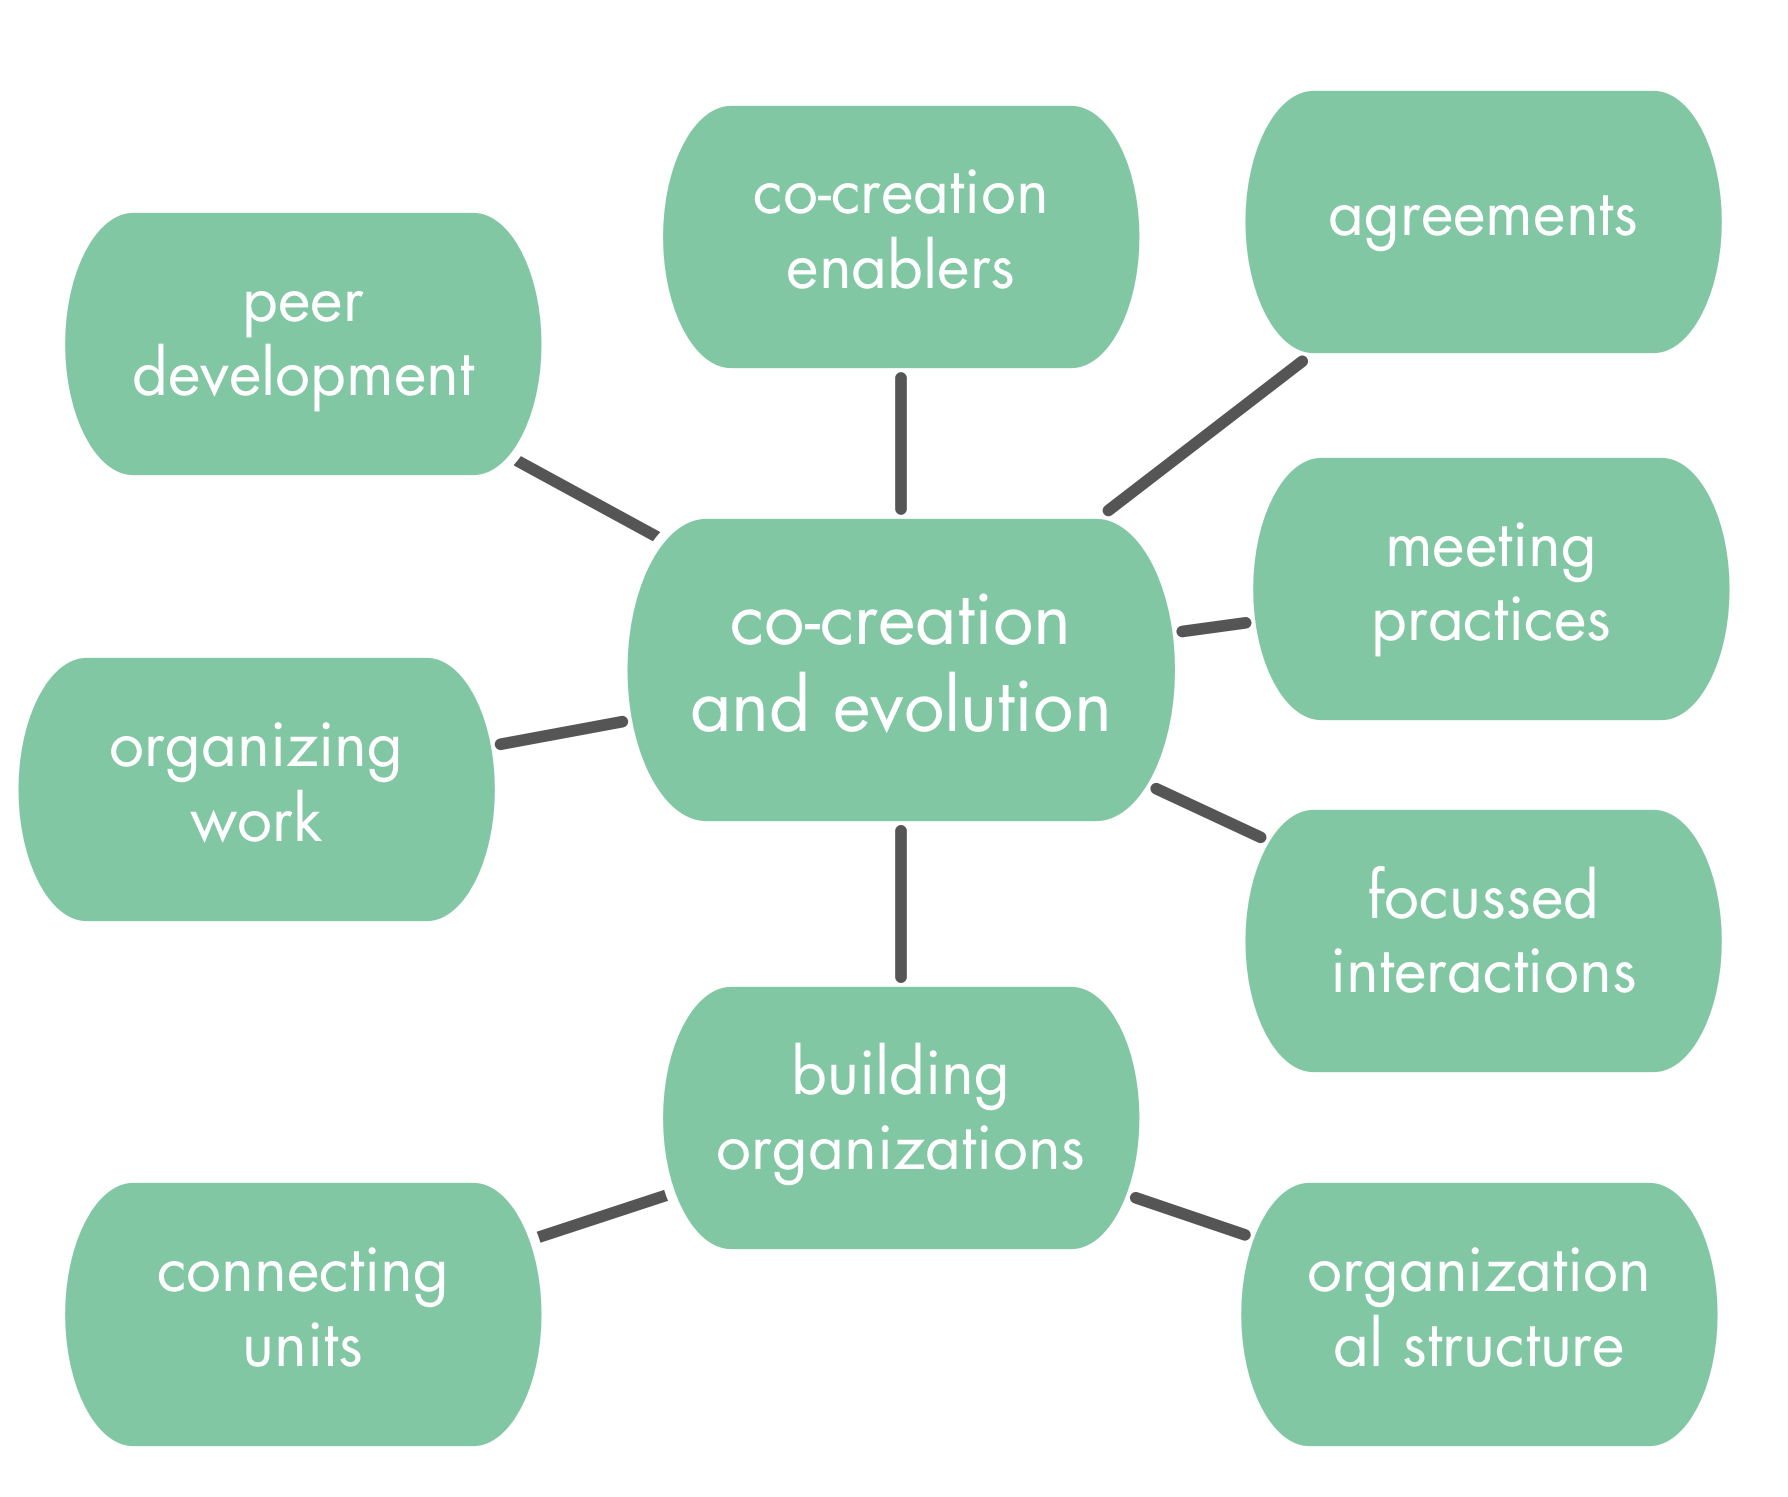 co-creation
enablers
agreements
peer
development
meeting
practices
co-creation
and evolution
organizing
work
focussed
interactions
building
organizations
connecting
units
organization
al structure